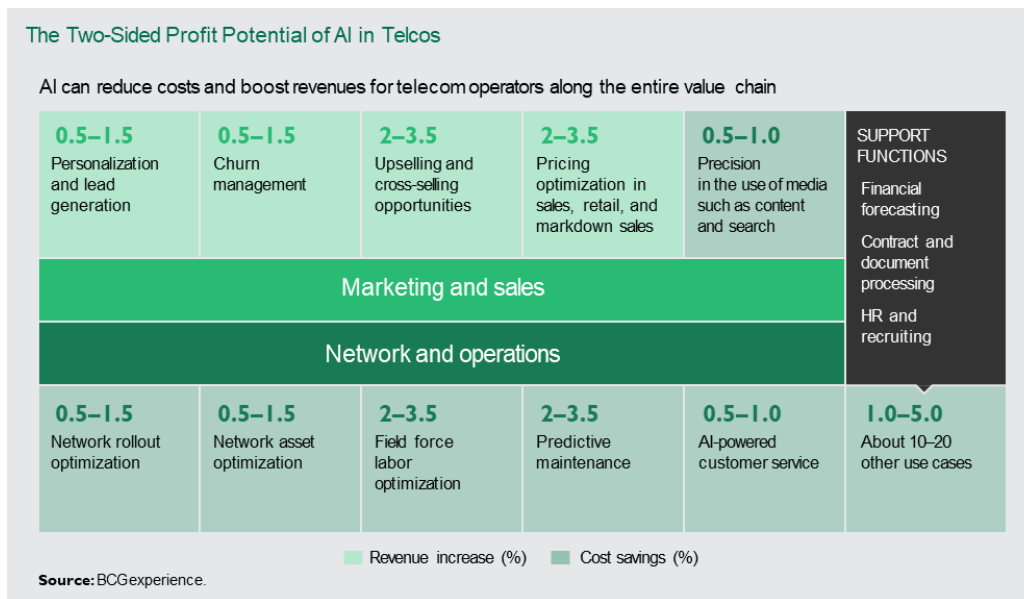 The Two-Sided Profit Potential of AI in Telcos
AI can reduce costs and boost revenues for telecom operators along the entire value chain
0.5–1.5
Personalization
and lead
generation
0.5–1.5
Churn
management
2–3.5
Upselling and
cross-selling
opportunities
2–3.5
Pricing
optimization in
sales, retail, and
markdown sales
0.5–1.0
Precision
in the use of media
such as content
and search
SUPPORT
FUNCTIONS
Financial
forecasting
Contract and
document
processing
HR and
recruiting
Marketing and sales
Network and operations
0.5–1.5
Network rollout
optimization
0.5–1.5
Network asset
optimization
2–3.5
Field force
labor
optimization
2–3.5
Predictive
maintenance
0.5–1.0
AI-powered
customer service
1.0–5.0
About 10–20
other use cases
Revenue increase (%)
Cost savings (%)
Source: BCG experience.